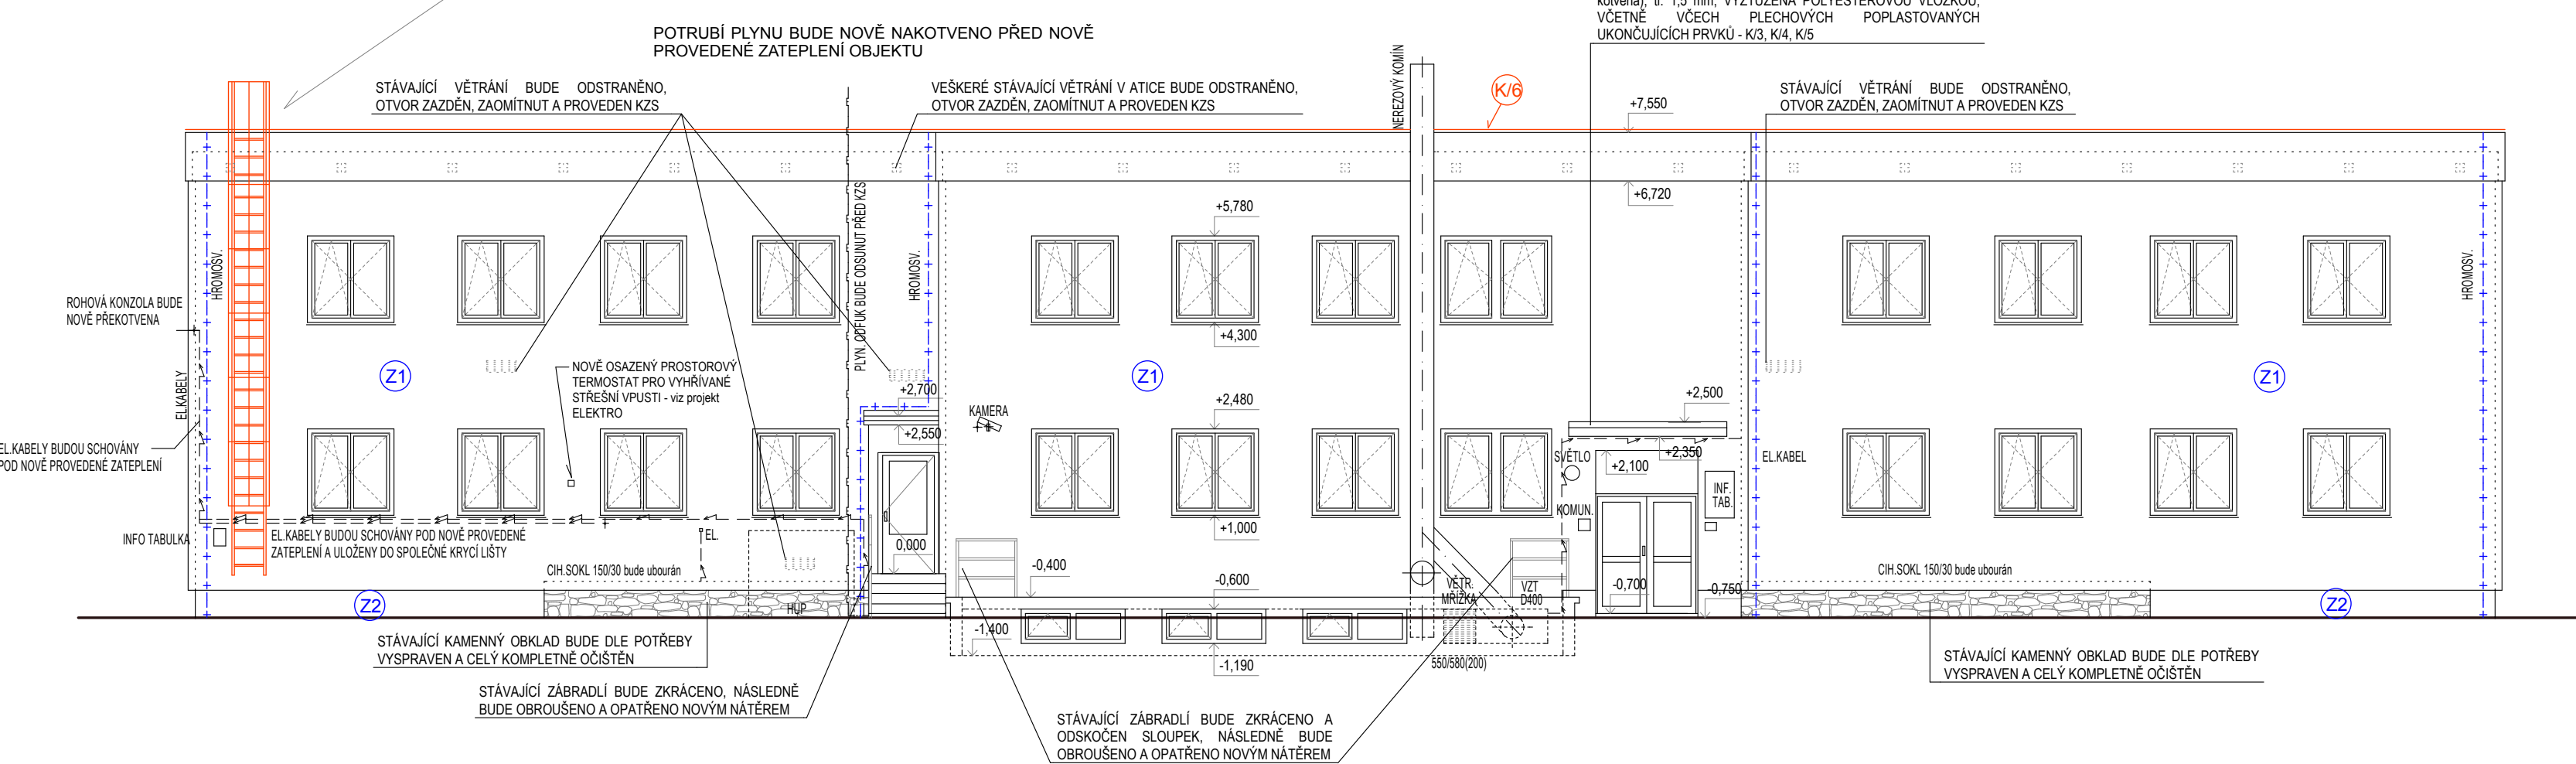 kotvená), tl. 1,5 mm, VYZTUŽENÁ POLYESTEROVOU VLOŽKOU,
VČETNĚ VČECH PLECHOVÝCH POPLASTOVANÝCH
UKONČUJÍCÍCH PRVKŮ - K/3, K/4, K/5
POTRUBÍ PLYNU BUDE NOVĚ NAKOTVENO PŘED NOVĚ
PROVEDENÉ ZATEPLENÍ OBJEKTU
STÁVAJÍCÍ VĚTRÁNÍ BUDE ODSTRANĚNO,
OTVOR ZAZDĚN, ZAOMÍTNUT A PROVEDEN KZS
VEŠKERÉ STÁVAJÍCÍ VĚTRÁNÍ V ATICE BUDE ODSTRANĚNO,
OTVOR ZAZDĚN, ZAOMÍTNUT A PROVEDEN KZS
NEREZOVÝ KOMÍN
K/6
+7,550
STÁVAJÍCÍ VĚTRÁNÍ BUDE ODSTRANĚNO,
OTVOR ZAZDĚN, ZAOMÍTNUT A PROVEDEN KZS
+6,720
+5,780
HROMOSV.
PLYN. ODFUK BUDE ODSUNUT PŘED KZS
HROMOSV.
HROMOSV.
ROHOVÁ KONZOLA BUDE
NOVĚ PŘEKOTVENA
+4,300
EL.KABELY
Z1
NOVĚ OSAZENÝ PROSTOROVÝ
TERMOSTAT PRO VYHŘÍVANÉ
STŘEŠNÍ VPUSTI - viz projekt
ELEKTRO
Z1
Z1
+2,700
+2,550
KAMERA
+2,480
+2,500
+2,350
EL.KABELY BUDOU SCHOVÁNY
POD NOVĚ PROVEDENÉ ZATEPLENÍ
SVĚTLO
+2,100
EL.KABEL
INF.
TAB.
KOMUN.
INFO TABULKA
EL.KABELY BUDOU SCHOVÁNY POD NOVĚ PROVEDENÉ
ZATEPLENÍ A ULOŽENY DO SPOLEČNÉ KRYCÍ LIŠTY
EL.
0,000
+1,000
CIH.SOKL 150/30 bude ubourán
-0,400
-0,600
VĚTR.
MŘÍŽKA
VZT
D400
-0,700
-0,750
CIH.SOKL 150/30 bude ubourán
Z2
HUP
Z2
-1,400
-1,190
550/580(200)
STÁVAJÍCÍ KAMENNÝ OBKLAD BUDE DLE POTŘEBY
VYSPRAVEN A CELÝ KOMPLETNĚ OČIŠTĚN
STÁVAJÍCÍ KAMENNÝ OBKLAD BUDE DLE POTŘEBY
VYSPRAVEN A CELÝ KOMPLETNĚ OČIŠTĚN
STÁVAJÍCÍ ZÁBRADLÍ BUDE ZKRÁCENO, NÁSLEDNĚ
BUDE OBROUŠENO A OPATŘENO NOVÝM NÁTĚREM
STÁVAJÍCÍ ZÁBRADLÍ BUDE ZKRÁCENO A
ODSKOČEN SLOUPEK, NÁSLEDNĚ BUDE
OBROUŠENO A OPATŘENO NOVÝM NÁTĚREM